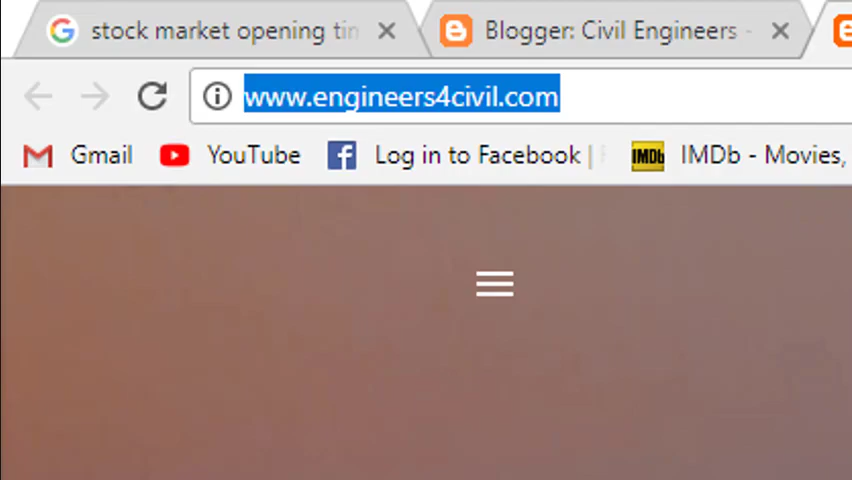 stock market opening tin
Blogger: Civil Engineers -
www.engineers4civil.com
Gmail YouTube Log in to Facebook | IMDb IMDb - Movies,